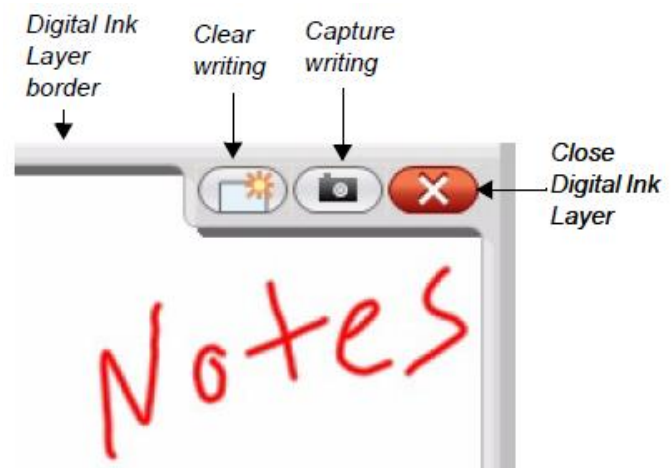 Digital Ink
Layer
border
Clear
writing
Capture
writing
Close
Digital Ink
Layer
Notes